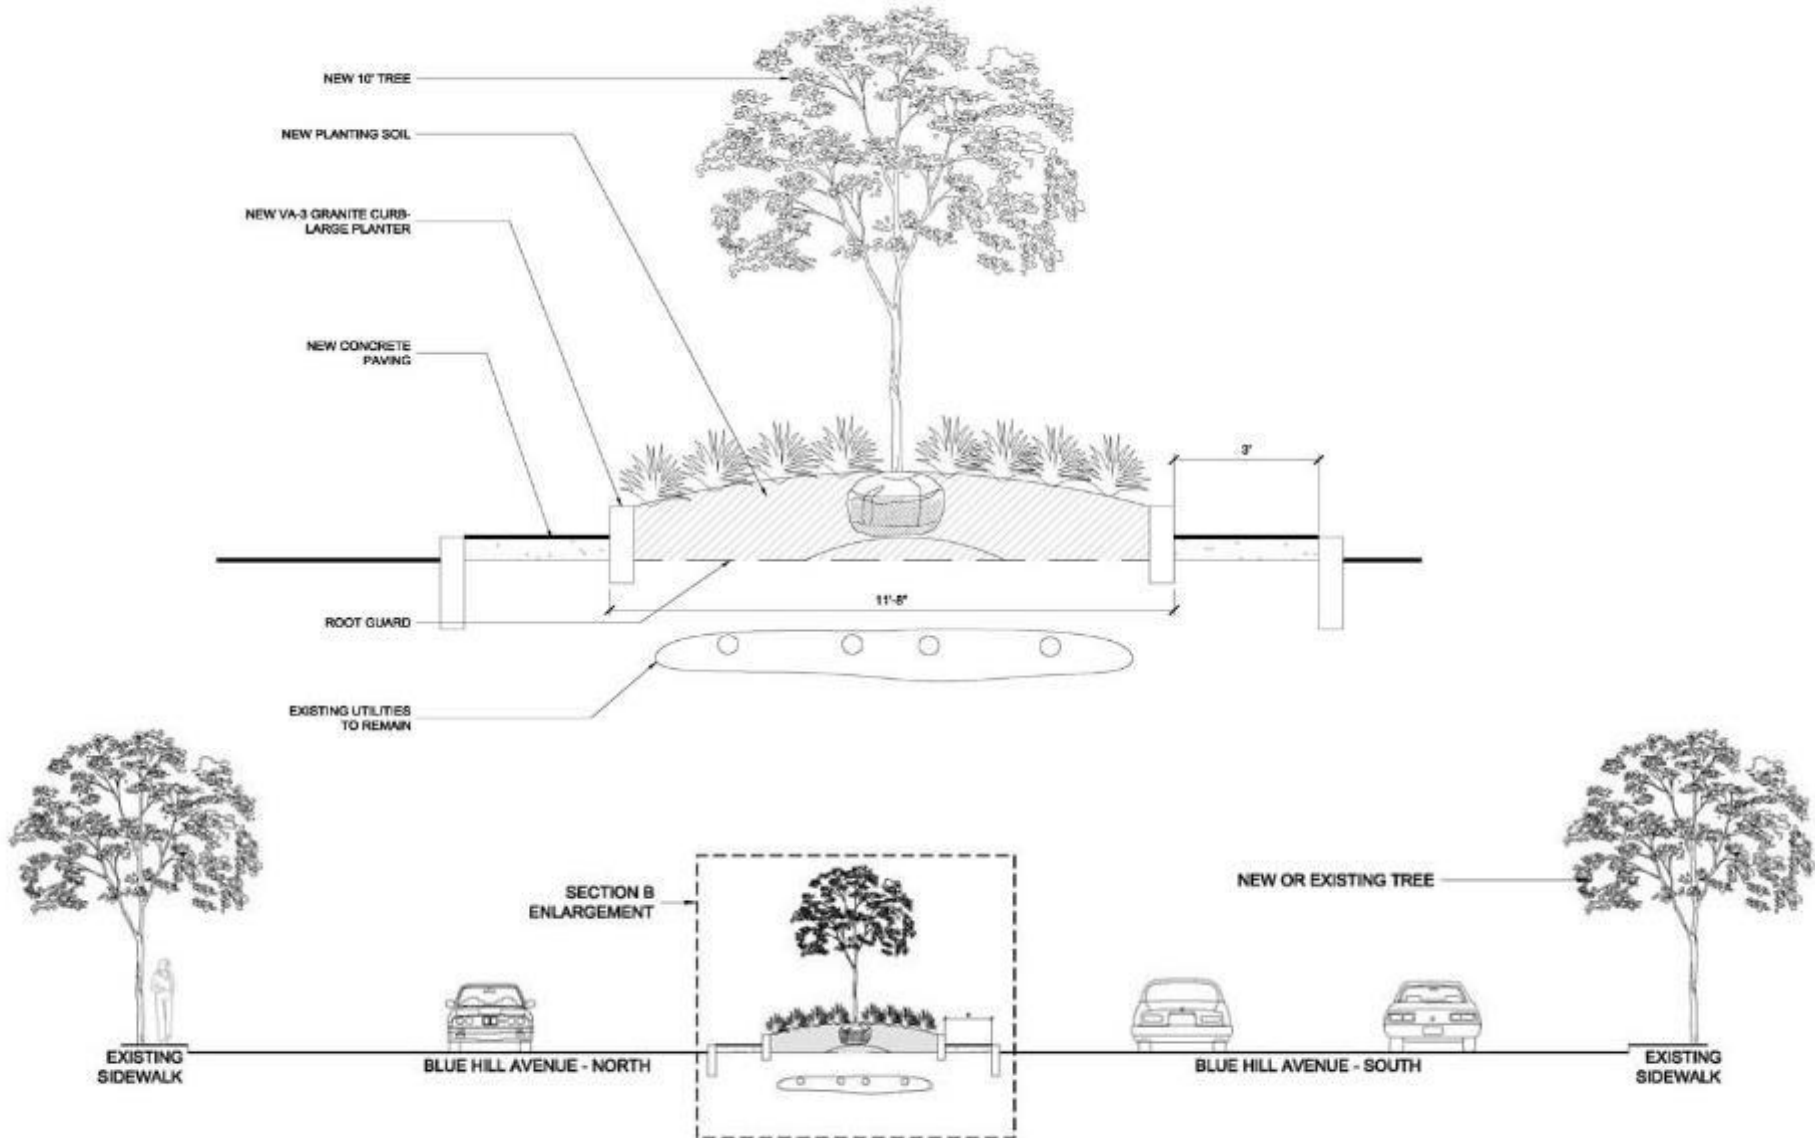 NEW 10' TREE
NEW PLANTING SOIL
NEW VA-3 GRANITE CURB-
LARGE PLANTER
NEW CONCRETE
PAVING
3'
11'-8"
ROOT GUARD
EXISTING UTILITIES
TO REMAIN
SECTION B
ENLARGEMENT
NEW OR EXISTING TREE
EXISTING
SIDEWALK
BLUE HILL AVENUE - NORTH
BLUE HILL AVENUE - SOUTH
EXISTING
SIDEWALK